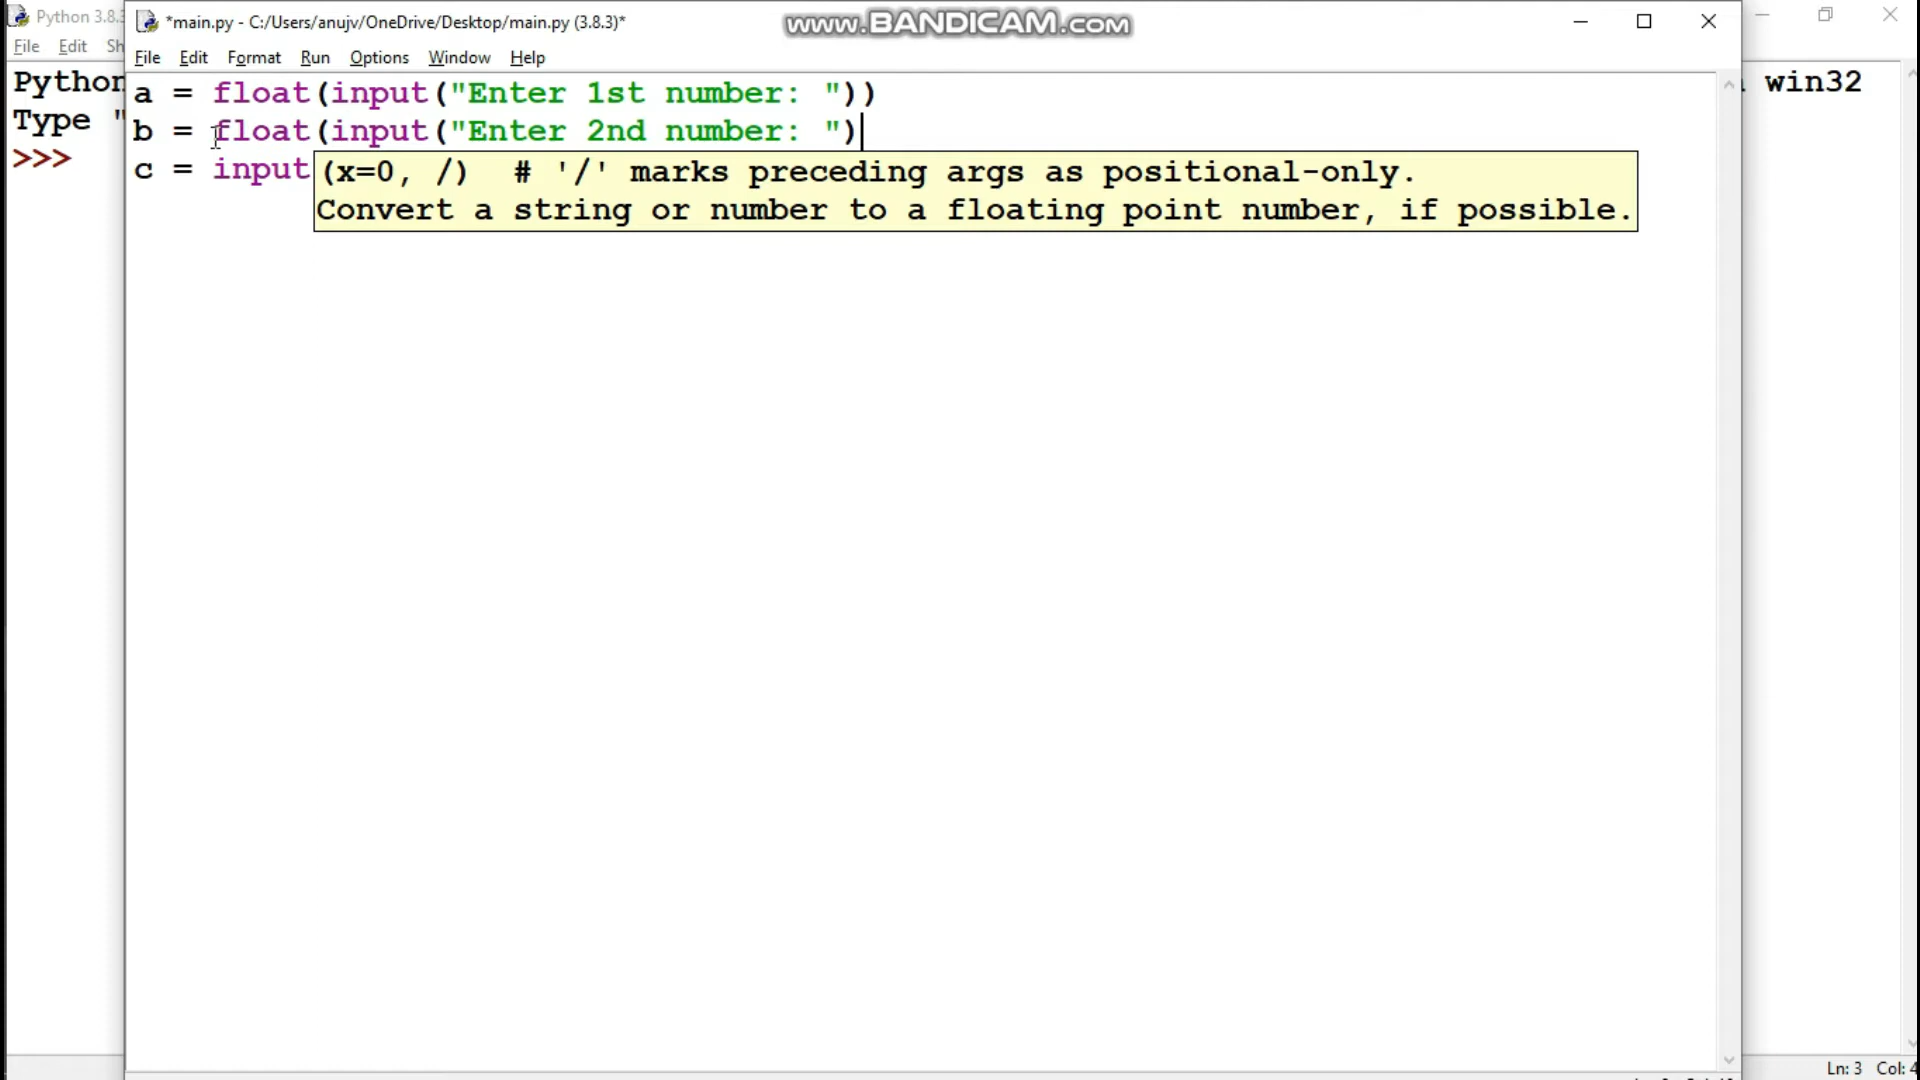 Python 3.8.3
*main.py - C:/Users/anujv/OneDrive/Desktop/main.py (3.8.3)*
www.BANDICAM.com
File Edit Sh
File Edit Format Run Options Window Help
Python
win32
Type "
>>>
a = float(input("Enter 1st number: "))
b = float(input("Enter 2nd number: ")
c = input
(x=0, /) # '/' marks preceding args as positional-only.
Convert a string or number to a floating point number, if possible.
Ln: 3 Col: 4